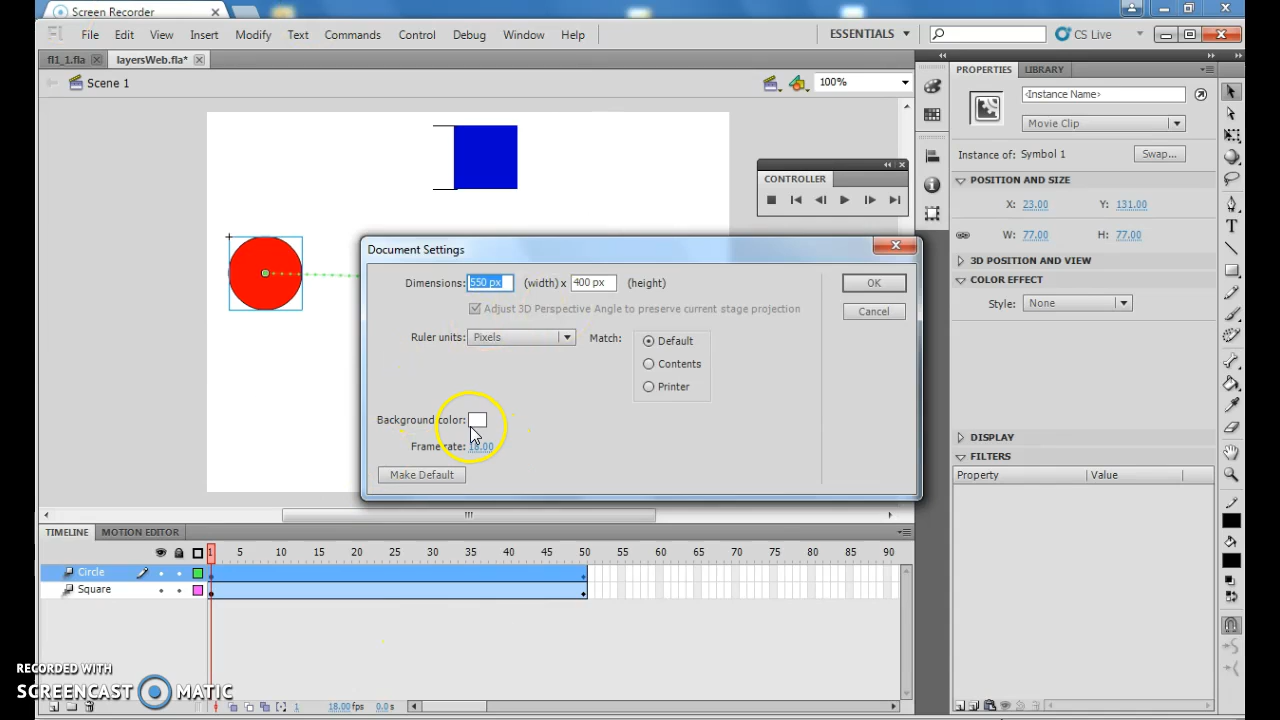 Screen Recorder
Fl File Edit View Insert Modify Text Commands Control Debug Window Help ESSENTIALS CS Live
fl1_1.fla layersWeb.fla*
Scene 1 100%
PROPERTIES LIBRARY
<Instance Name>
Movie Clip
Instance of: Symbol 1 Swap...
POSITION AND SIZE
X: 23.00 Y: 131.00
W: 77.00 H: 77.00
3D POSITION AND VIEW
COLOR EFFECT
Style: None
DISPLAY
FILTERS
Property Value
CONTROLLER
Document Settings
Dimensions: 550 px (width) x 400 px (height) OK
Adjust 3D Perspective Angle to preserve current stage projection Cancel
Ruler units: Pixels Match: Default
Contents
Printer
Background color:
Frame rate: 18.00
Make Default
TIMELINE MOTION EDITOR
1 5 10 15 20 25 30 35 40 45 50 55 60 65 70 75 80 85 90
Circle
Square
1 18.00fps 0.0s
RECORDED WITH
SCREENCAST MATIC